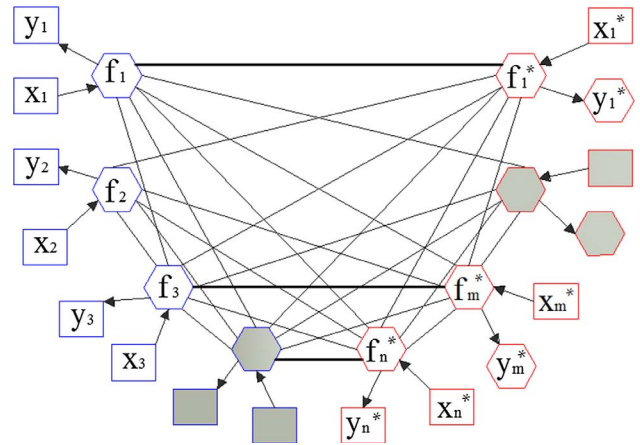 y1
x1*
f1
f1*
x1
y1*
y2
f2
x2
f3
fm*
y3
xm*
x3
fn*
ym*
yn*
xn*